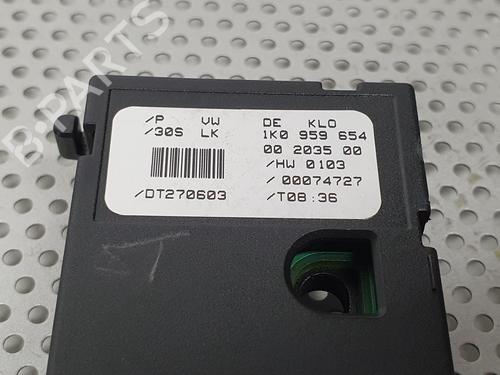 /P VW DE KLO
/30S LK 1K0 959 654
00 2035 00
/HW 0103
/00074727
/DT270603 /T08:36
B-PARTS